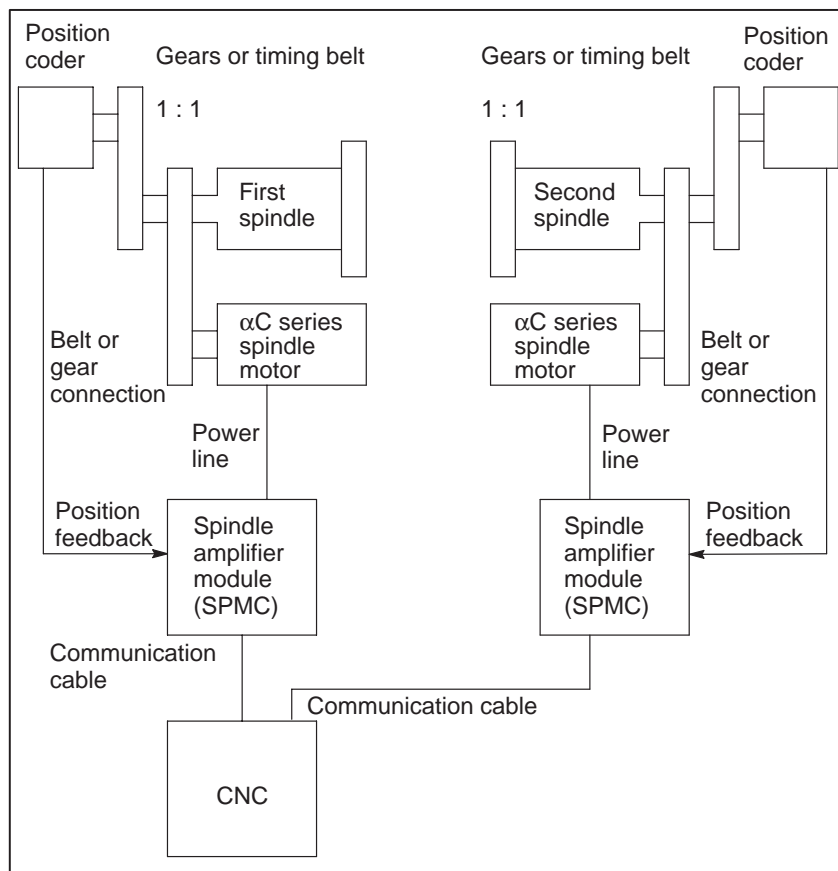 Position
coder
Gears or timing belt
1 : 1
First
spindle
αC series
spindle
motor
Belt or
gear
connection
Power
line
Position
feedback
Spindle
amplifier
module
(SPMC)
Communication
cable
CNC
Gears or timing belt
Position
coder
1 : 1
Second
spindle
αC series
spindle
motor
Belt or
gear
connection
Power
line
Spindle
amplifier
module
(SPMC)
Position
feedback
Communication cable